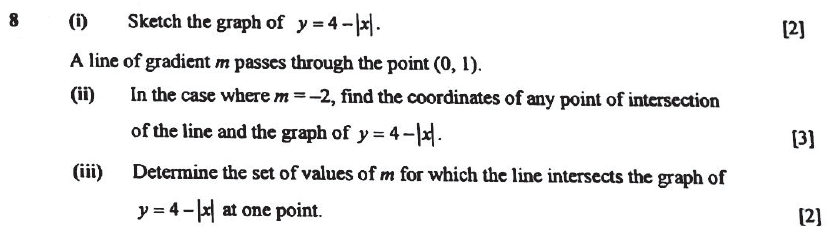 8 (i) Sketch the graph of y = 4 – |x|. [2]
A line of gradient m passes through the point (0, 1).
(ii) In the case where m = –2, find the coordinates of any point of intersection
of the line and the graph of y = 4 – |x|. [3]
(iii) Determine the set of values of m for which the line intersects the graph of
y = 4 – |x| at one point. [2]